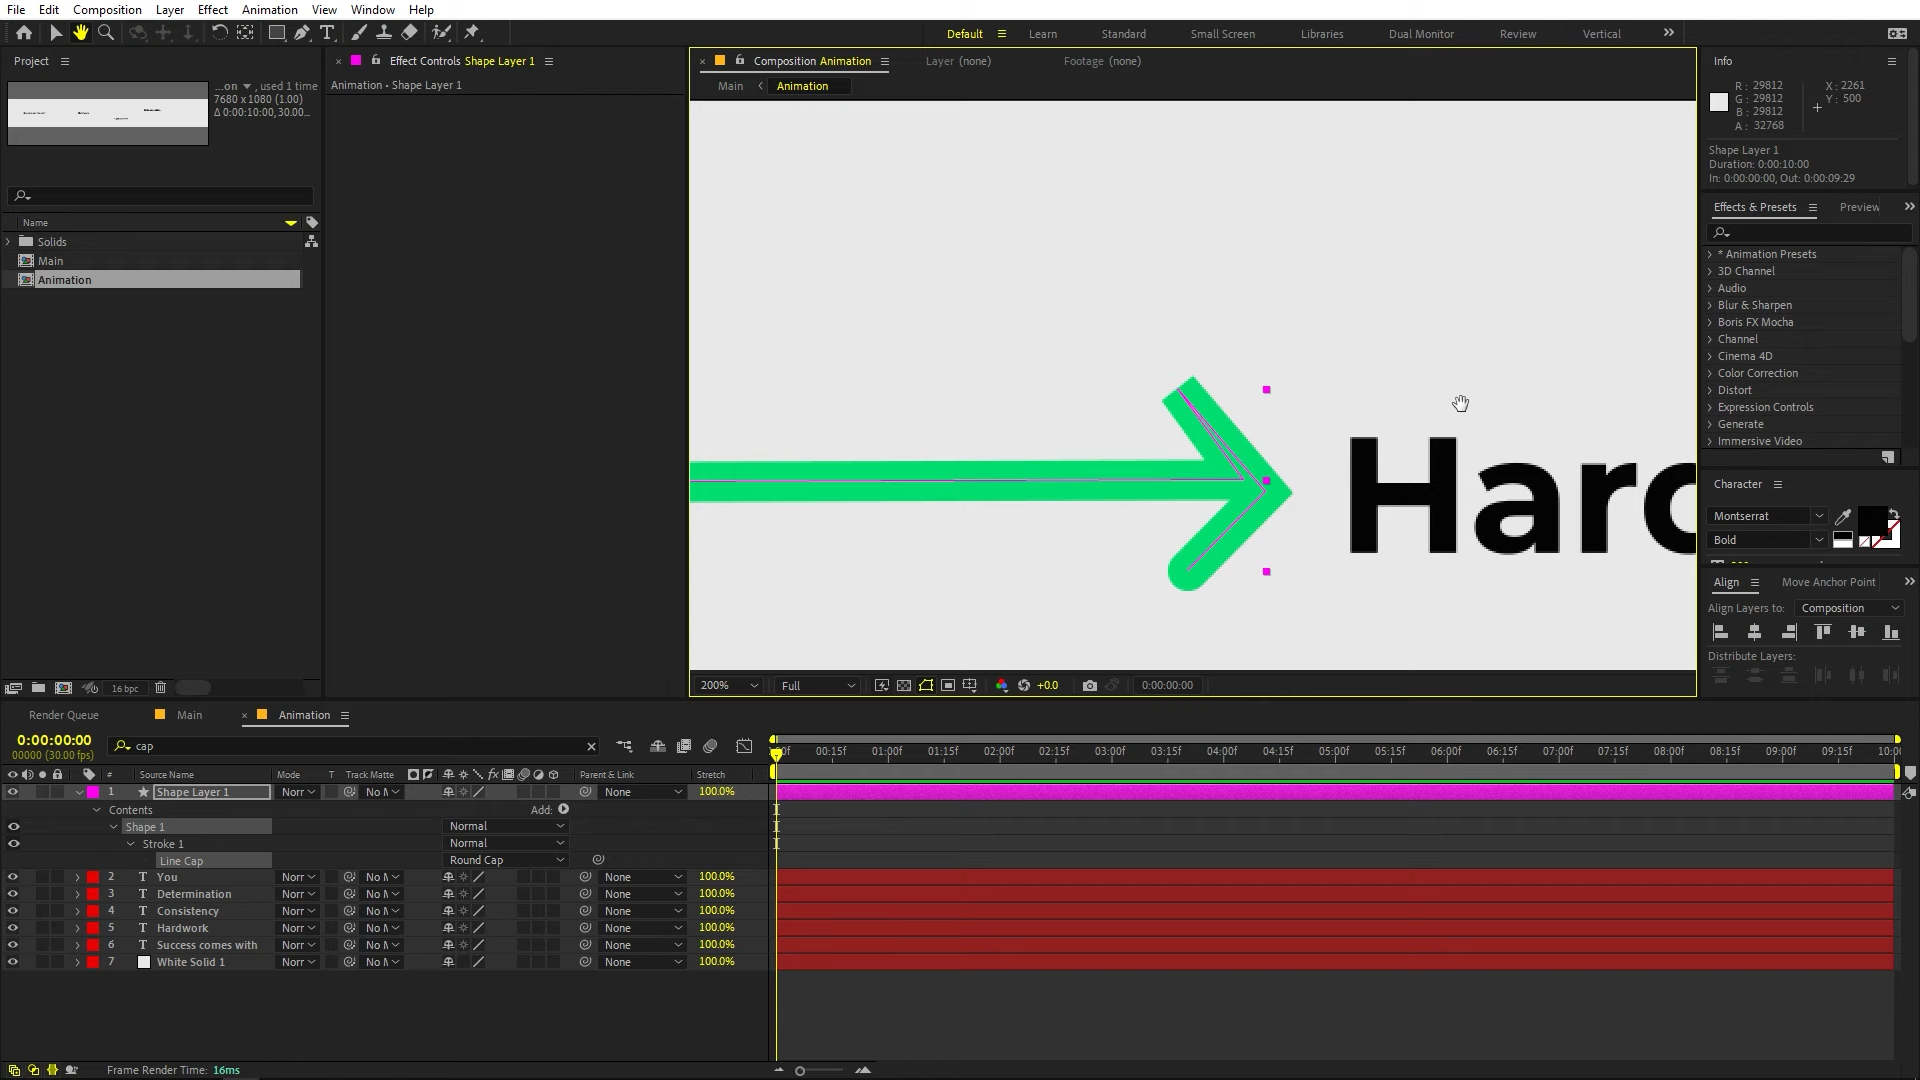 File Edit Composition Layer Effect Animation View Window Help
Default Learn Standard Small Screen Libraries Dual Monitor Review Vertical
Project
...on ▼ , used 1 time
7680 x 1080 (1.00)
Δ 0:00:10:00, 30.00...
Name
Solids
Main
Animation
16 bpc
Effect Controls Shape Layer 1
Animation • Shape Layer 1
Composition Animation
Layer (none)
Footage (none)
Main
Animation
Harc
200%
Full
+0.0
0:00:00:00
Info
R : 29812
G : 29812
B : 29812
A : 32768
X : 2261
Y : 500
Shape Layer 1
Duration: 0:00:10:00
In: 0:00:00:00, Out: 0:00:09:29
Effects & Presets
Preview
* Animation Presets
3D Channel
Audio
Blur & Sharpen
Boris FX Mocha
Channel
Cinema 4D
Color Correction
Distort
Expression Controls
Generate
Immersive Video
Character
Montserrat
Bold
Align
Move Anchor Point
Align Layers to: Composition
Distribute Layers:
Render Queue
Main
Animation
0:00:00:00
00000 (30.00 fps)
cap
:00f 00:15f 01:00f 01:15f 02:00f 02:15f 03:00f 03:15f 04:00f 04:15f 05:00f 05:15f 06:00f 06:15f 07:00f 07:15f 08:00f 08:15f 09:00f 09:15f 10:00
# Source Name Mode T Track Matte fx Parent & Link Stretch
1 Shape Layer 1 Norr No M None 100.0%
Contents Add:
Shape 1 Normal
Stroke 1 Normal
Line Cap Round Cap
2 T You Norr No M None 100.0%
3 T Determination Norr No M None 100.0%
4 T Consistency Norr No M None 100.0%
5 T Hardwork Norr No M None 100.0%
6 T Success comes with Norr No M None 100.0%
7 White Solid 1 Norr No M None 100.0%
Frame Render Time: 16ms